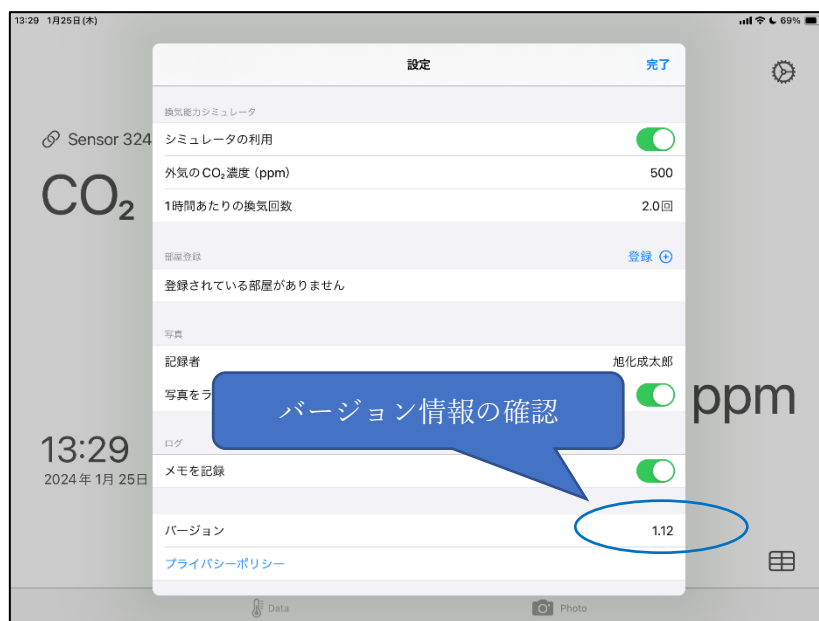 13:29 1月25日(木)
69%
設定
完了
換気能力シミュレータ
Sensor 324
シミュレータの利用
外気のCO₂濃度 (ppm)
500
CO₂
1時間あたりの換気回数
2.0回
部屋登録
登録
登録されている部屋がありません
写真
記録者
旭化成太郎
写真をラ
ppm
バージョン情報の確認
ログ
13:29
メモを記録
2024年 1月 25日
バージョン
1.12
プライバシーポリシー
Data
Photo